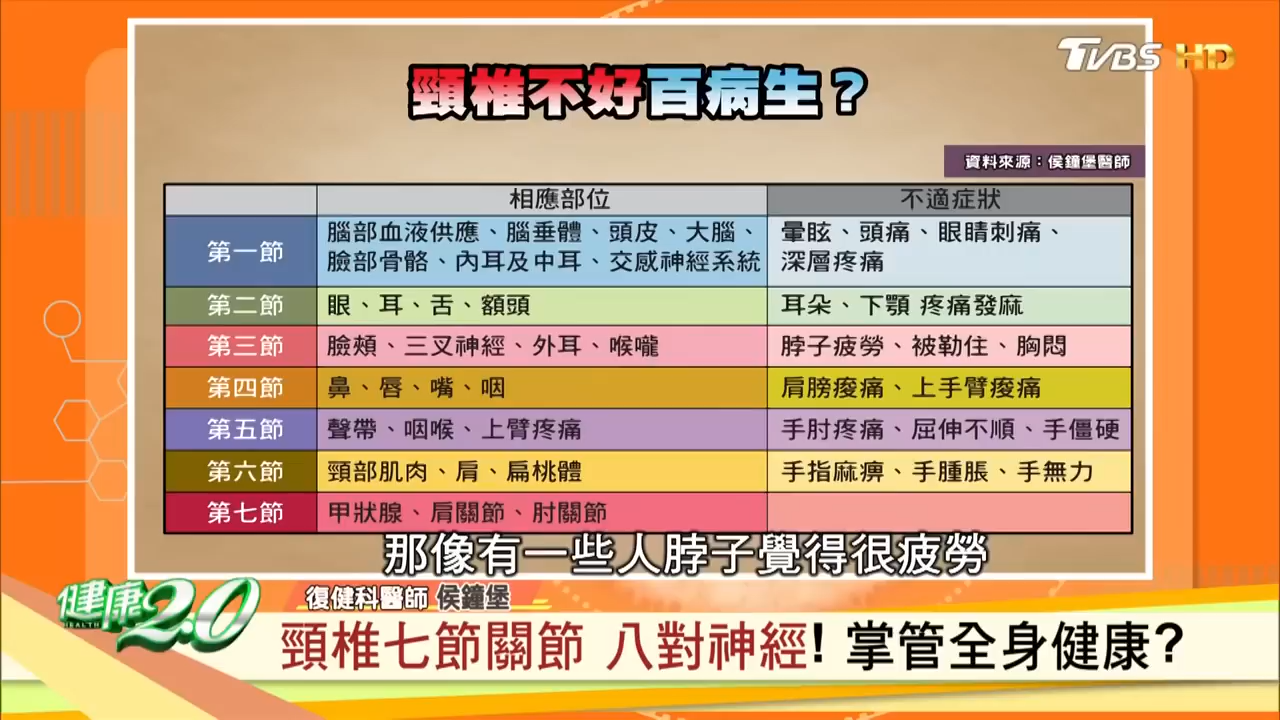 TVBS HD
頸椎不好百病生？
資料來源：侯鐘堡醫師
相應部位 不適症狀
第一節 腦部血液供應、腦垂體、頭皮、大腦、 暈眩、頭痛、眼睛刺痛、
臉部骨骼、內耳及中耳、交感神經系統 深層疼痛
第二節 眼、耳、舌、額頭 耳朵、下顎 疼痛發麻
第三節 臉頰、三叉神經、外耳、喉嚨 脖子疲勞、被勒住、胸悶
第四節 鼻、唇、嘴、咽 肩膀痠痛、上手臂痠痛
第五節 聲帶、咽喉、上臂疼痛 手肘疼痛、屈伸不順、手僵硬
第六節 頸部肌肉、肩、扁桃體 手指麻痹、手腫脹、手無力
第七節 甲狀腺、肩關節、肘關節
那像有一些人脖子覺得很疲勞
健康2.0
HEALTH
復健科醫師 侯鐘堡
頸椎七節關節 八對神經! 掌管全身健康?